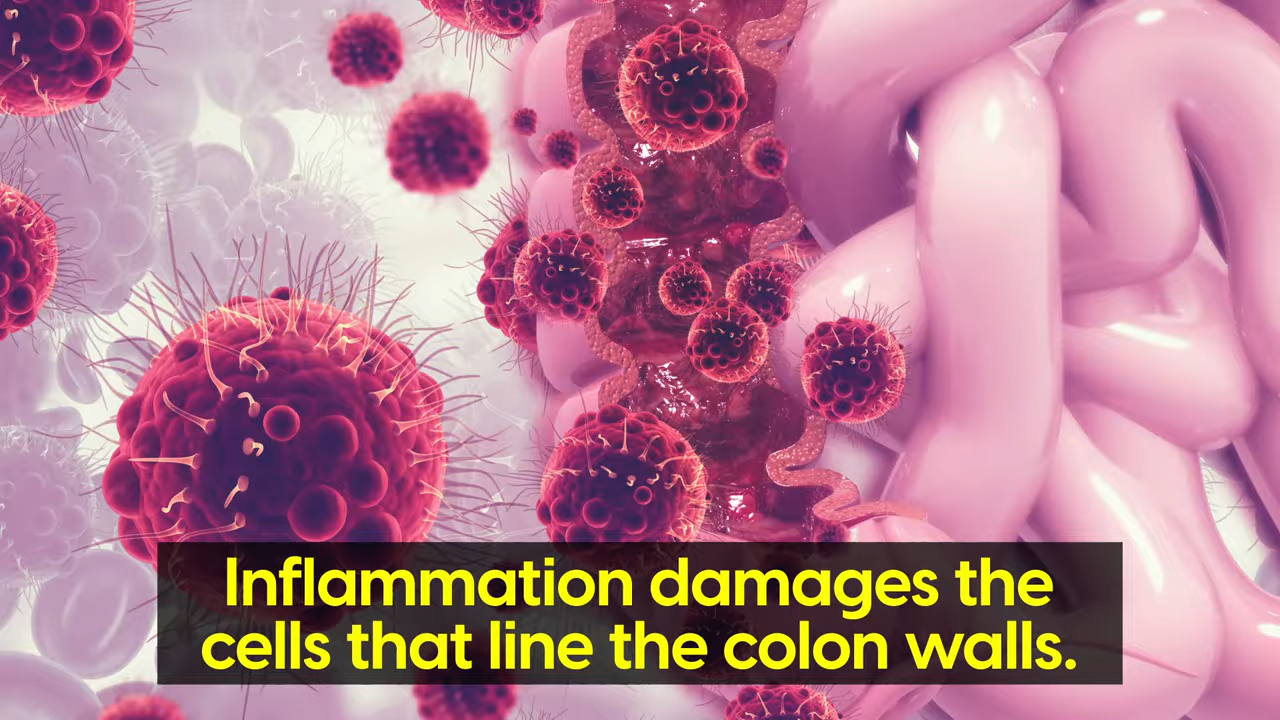 Inflammation damages the
cells that line the colon walls.